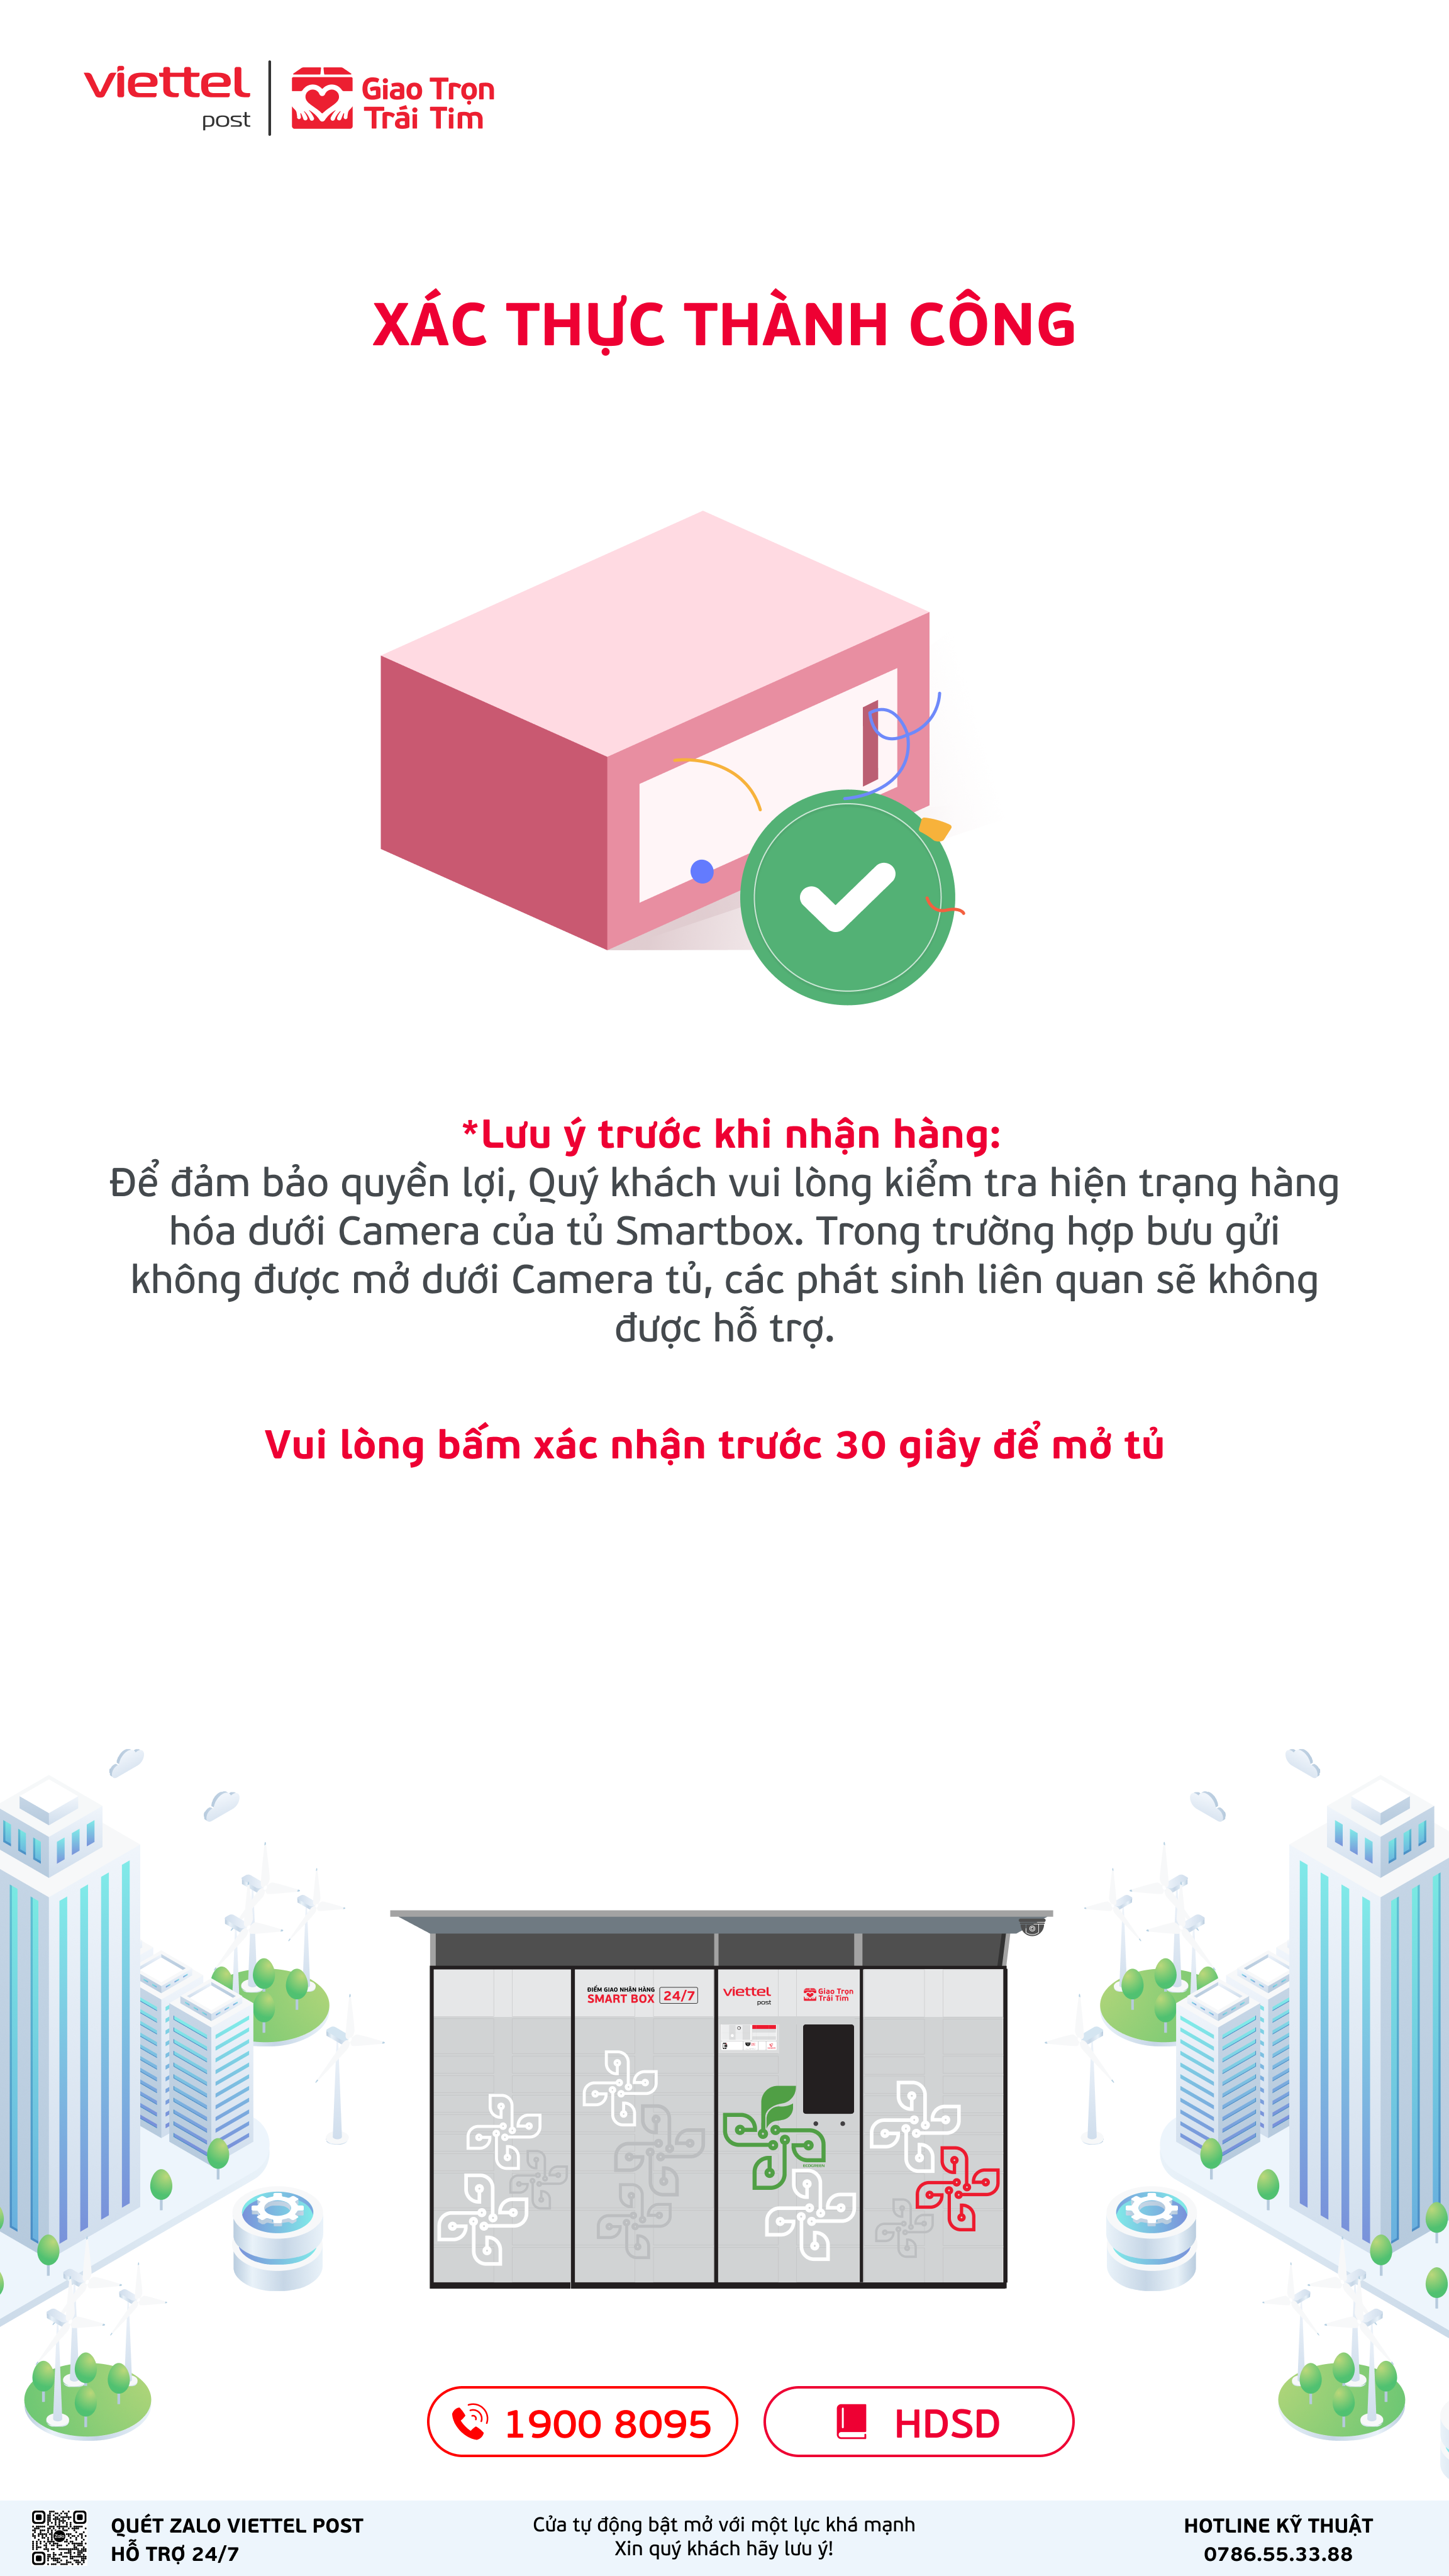 viettel
post
Giao Trọn
Trái Tim
XÁC THỰC THÀNH CÔNG
*Lưu ý trước khi nhận hàng:
Để đảm bảo quyền lợi, Quý khách vui lòng kiểm tra hiện trạng hàng
hóa dưới Camera của tủ Smartbox. Trong trường hợp bưu gửi
không được mở dưới Camera tủ, các phát sinh liên quan sẽ không
được hỗ trợ.
Vui lòng bấm xác nhận trước 30 giây để mở tủ
ĐIỂM GIAO NHẬN HÀNG
SMART BOX 24/7
viettel
post
Giao Trọn
Trái Tim
1900 8095
HDSD
QUÉT ZALO VIETTEL POST
HỖ TRỢ 24/7
Cửa tự động bật mở với một lực khá mạnh
Xin quý khách hãy lưu ý!
HOTLINE KỸ THUẬT
0786.55.33.88